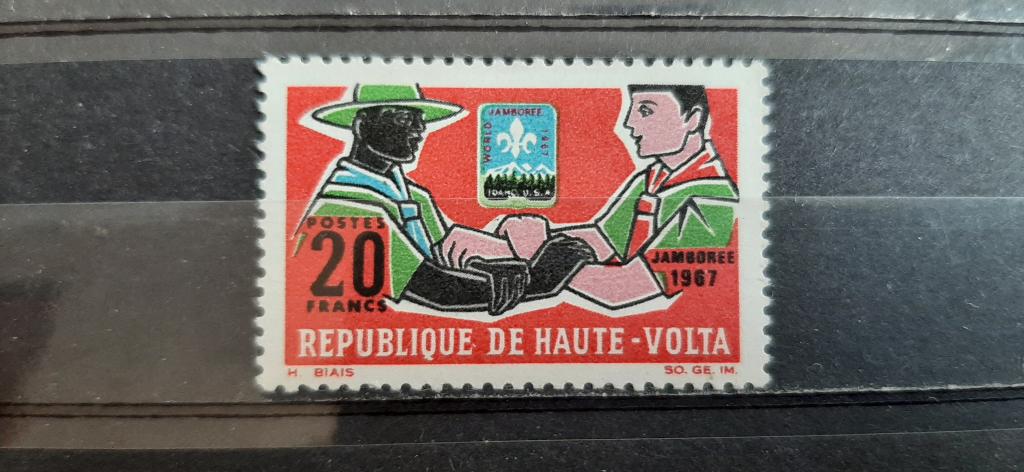 WORLD JAMBOREE 1967
IDAHO, U.S.A
POSTES
20
FRANCS
JAMBOREE
1967
REPUBLIQUE DE HAUTE-VOLTA
H. BIAIS
SO. GE. IM.